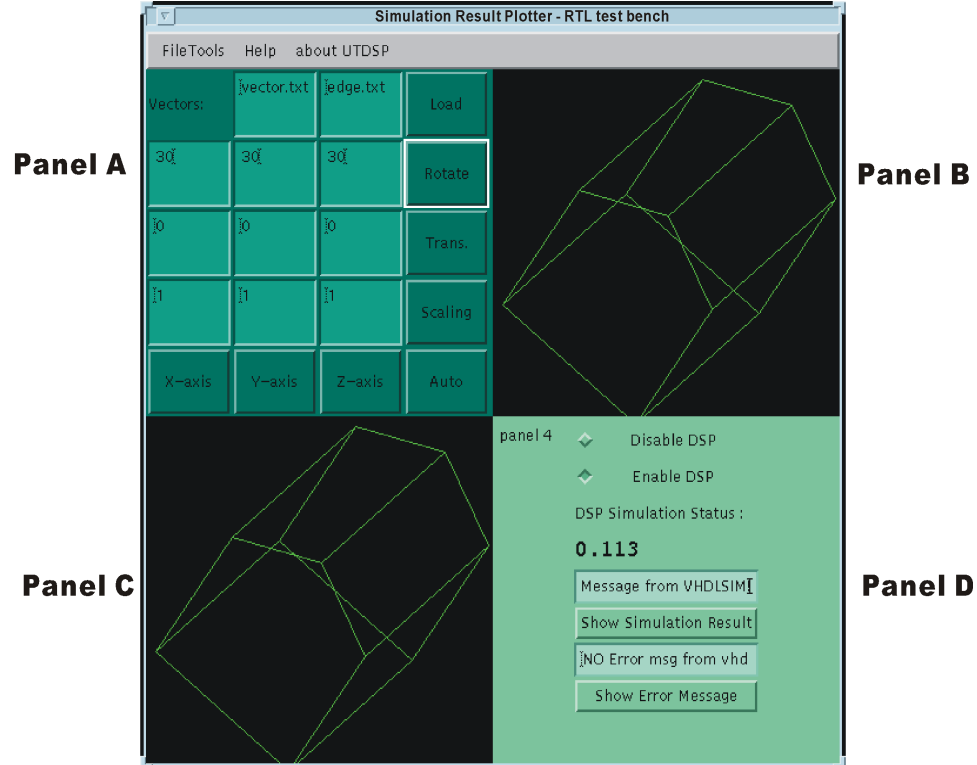 Simulation Result Plotter - RTL test bench
FileTools Help about UTDSP
Vectors: vector.txt edge.txt Load
Panel A
30 30 30 Rotate
Panel B
0 0 0 Trans.
1 1 1 Scaling
X-axis Y-axis Z-axis Auto
panel 4 Disable DSP
Enable DSP
DSP Simulation Status :
0.113
Panel C
Message from VHDLSIM
Panel D
Show Simulation Result
NO Error msg from vhd
Show Error Message